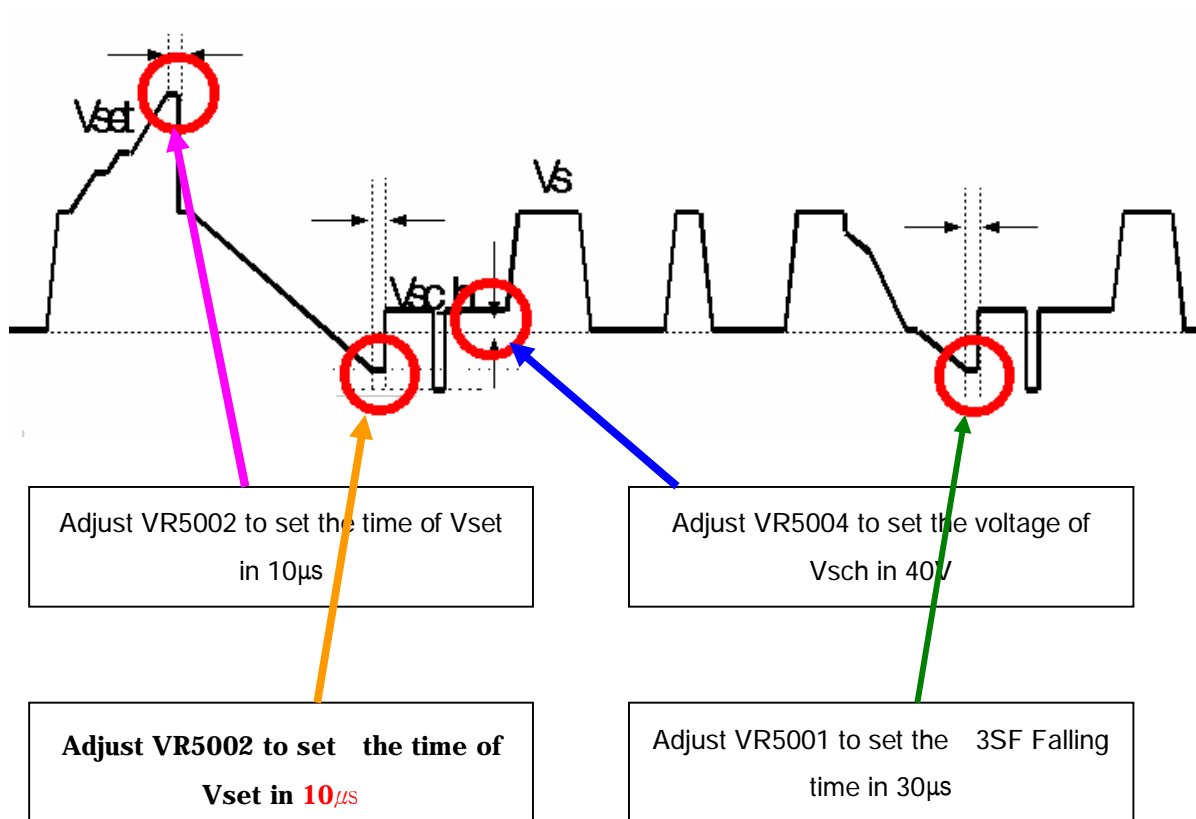 Vset
Vs
Vsc_h
Adjust VR5002 to set the time of Vset
in 10μs
Adjust VR5004 to set the voltage of
Vsch in 40V
Adjust VR5002 to set the time of
Vset in 10μs
Adjust VR5001 to set the 3SF Falling
time in 30μs